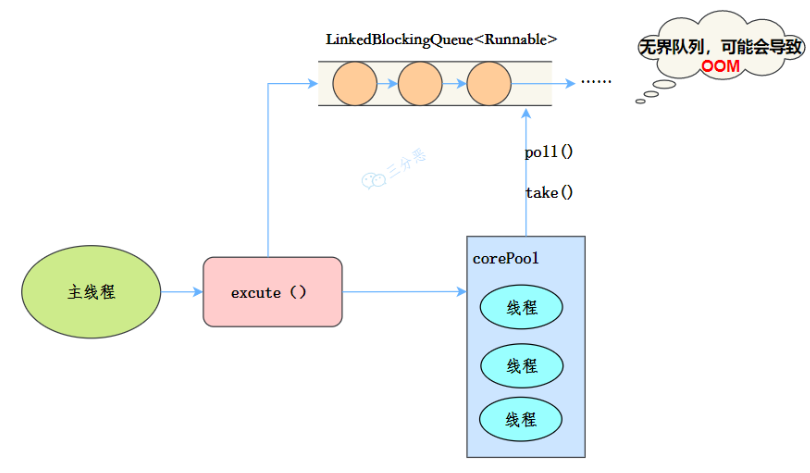 LinkedBlockingQueue<Runnable>
无界队列，可能会导致
OOM
······
poll()
三分恶
take()
corePool
主线程
excute（）
线程
线程
线程